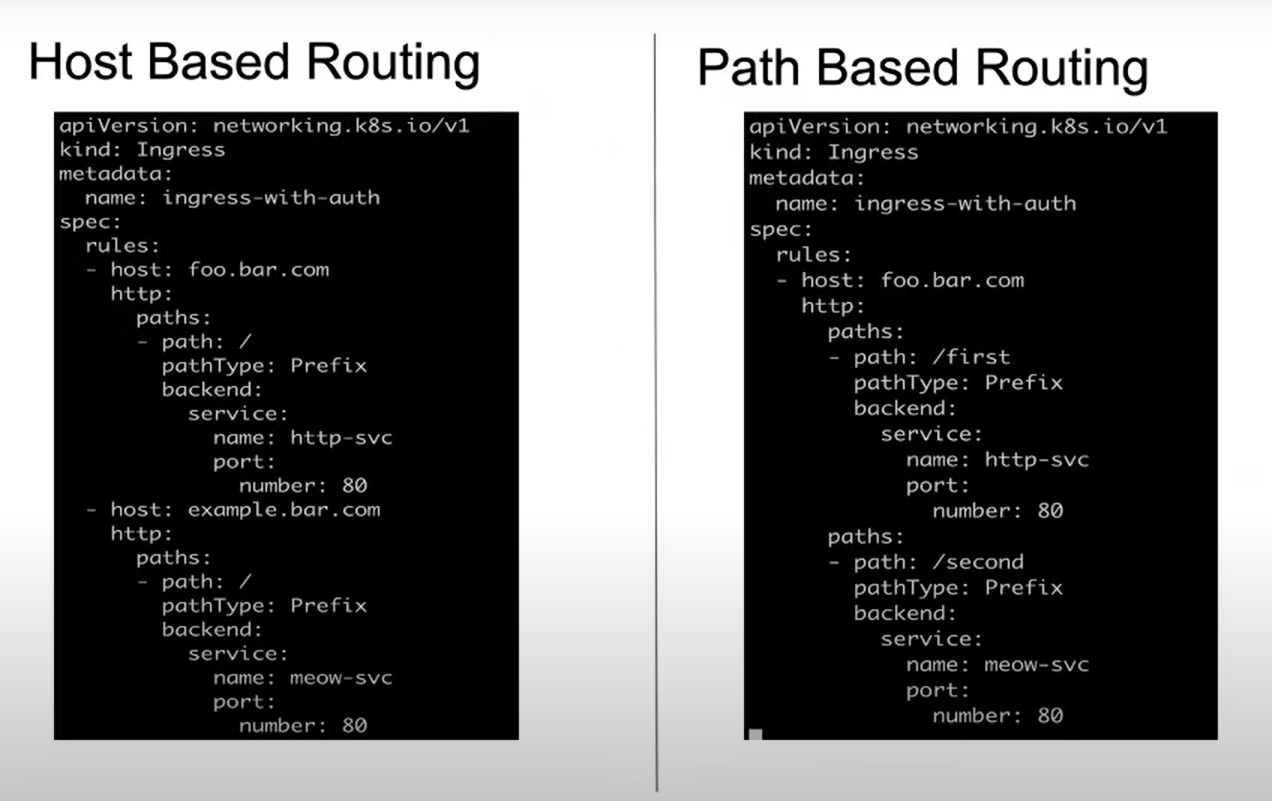 Host Based Routing
apiVersion: networking.k8s.io/v1
kind: Ingress
metadata:
  name: ingress-with-auth
spec:
  rules:
  - host: foo.bar.com
    http:
      paths:
      - path: /
        pathType: Prefix
        backend:
          service:
            name: http-svc
            port:
              number: 80
  - host: example.bar.com
    http:
      paths:
      - path: /
        pathType: Prefix
        backend:
          service:
            name: meow-svc
            port:
              number: 80
Path Based Routing
apiVersion: networking.k8s.io/v1
kind: Ingress
metadata:
  name: ingress-with-auth
spec:
  rules:
  - host: foo.bar.com
    http:
      paths:
      - path: /first
        pathType: Prefix
        backend:
          service:
            name: http-svc
            port:
              number: 80
      paths:
      - path: /second
        pathType: Prefix
        backend:
          service:
            name: meow-svc
            port:
              number: 80